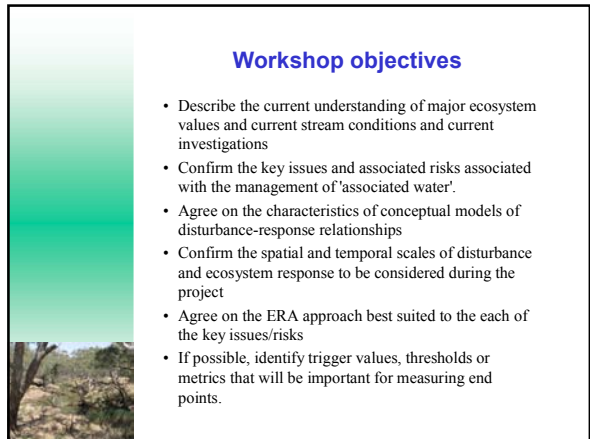 Workshop objectives
• Describe the current understanding of major ecosystem
values and current stream conditions and current
investigations
• Confirm the key issues and associated risks associated
with the management of 'associated water'.
• Agree on the characteristics of conceptual models of
disturbance-response relationships
• Confirm the spatial and temporal scales of disturbance
and ecosystem response to be considered during the
project
• Agree on the ERA approach best suited to the each of
the key issues/risks
• If possible, identify trigger values, thresholds or
metrics that will be important for measuring end
points.